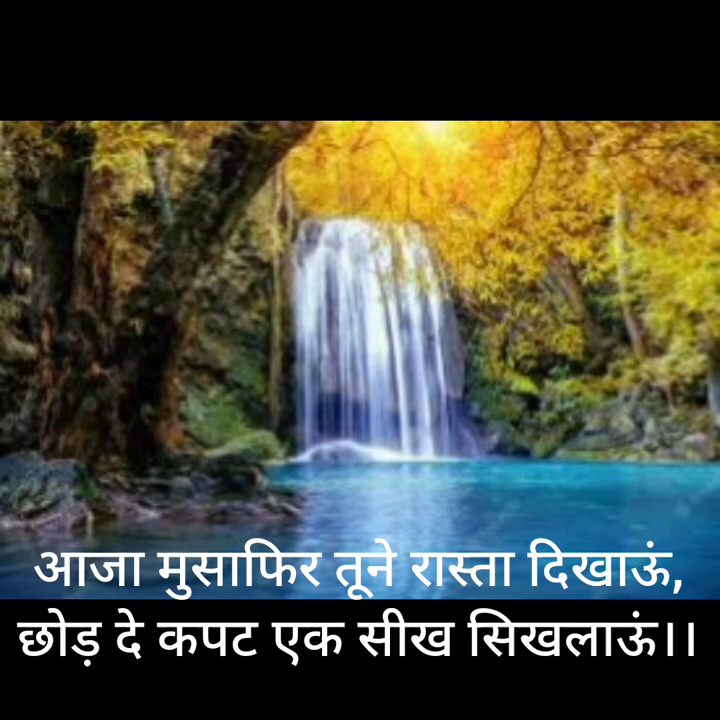 आजा मुसाफिर तूने रास्ता दिखाऊं,
छोड़ दे कपट एक सीख सिखलाऊं।।